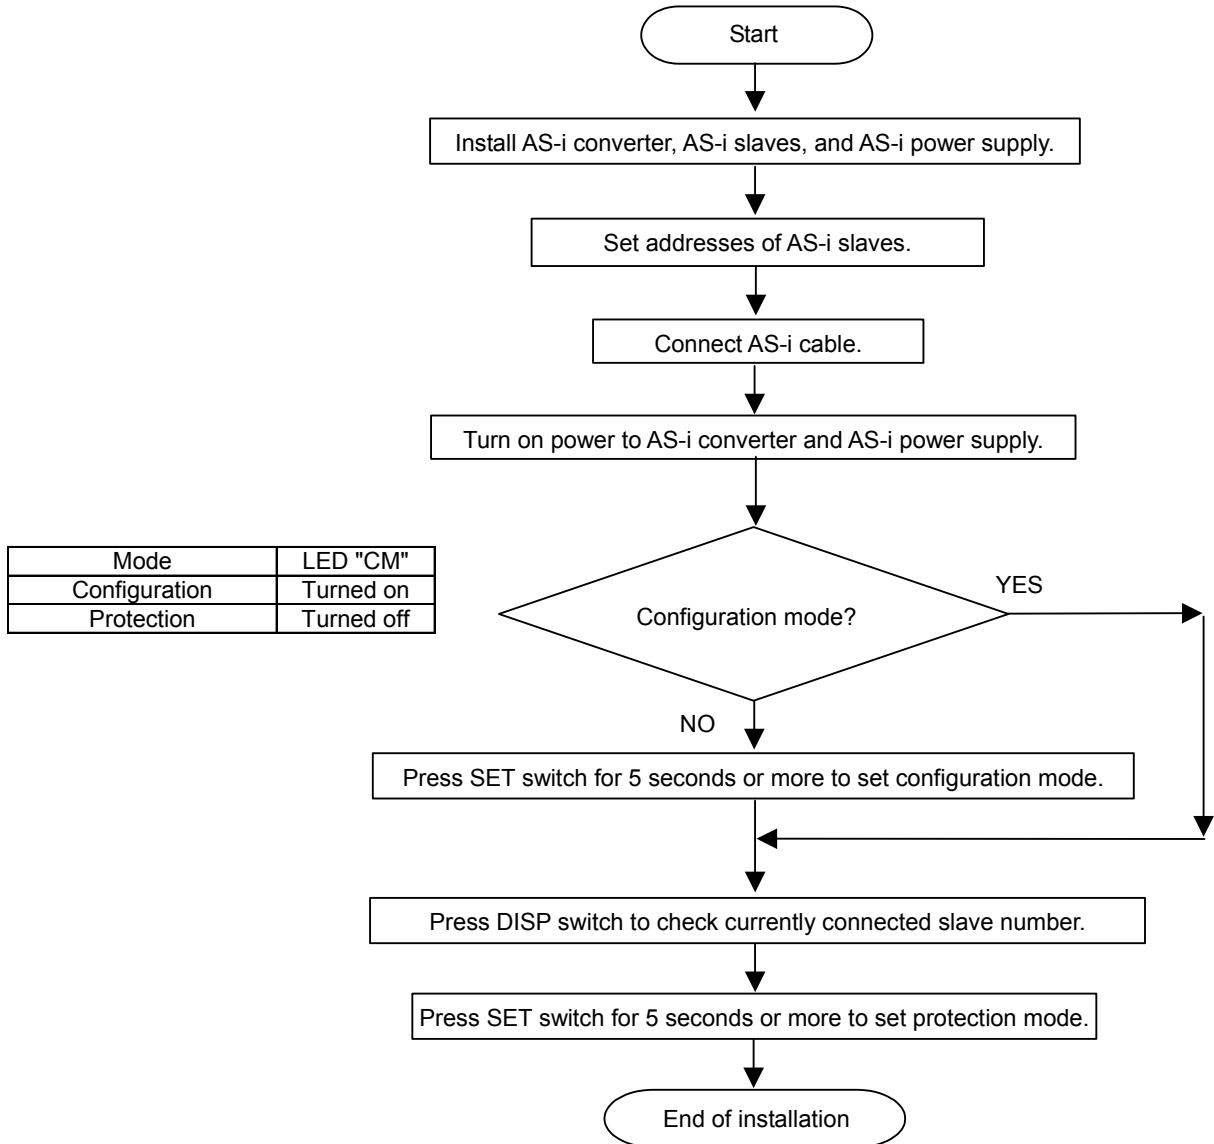 Start
Install AS-i converter, AS-i slaves, and AS-i power supply.
Set addresses of AS-i slaves.
Connect AS-i cable.
Turn on power to AS-i converter and AS-i power supply.
Mode LED "CM"
Configuration Turned on
Protection Turned off
Configuration mode?
YES
NO
Press SET switch for 5 seconds or more to set configuration mode.
Press DISP switch to check currently connected slave number.
Press SET switch for 5 seconds or more to set protection mode.
End of installation